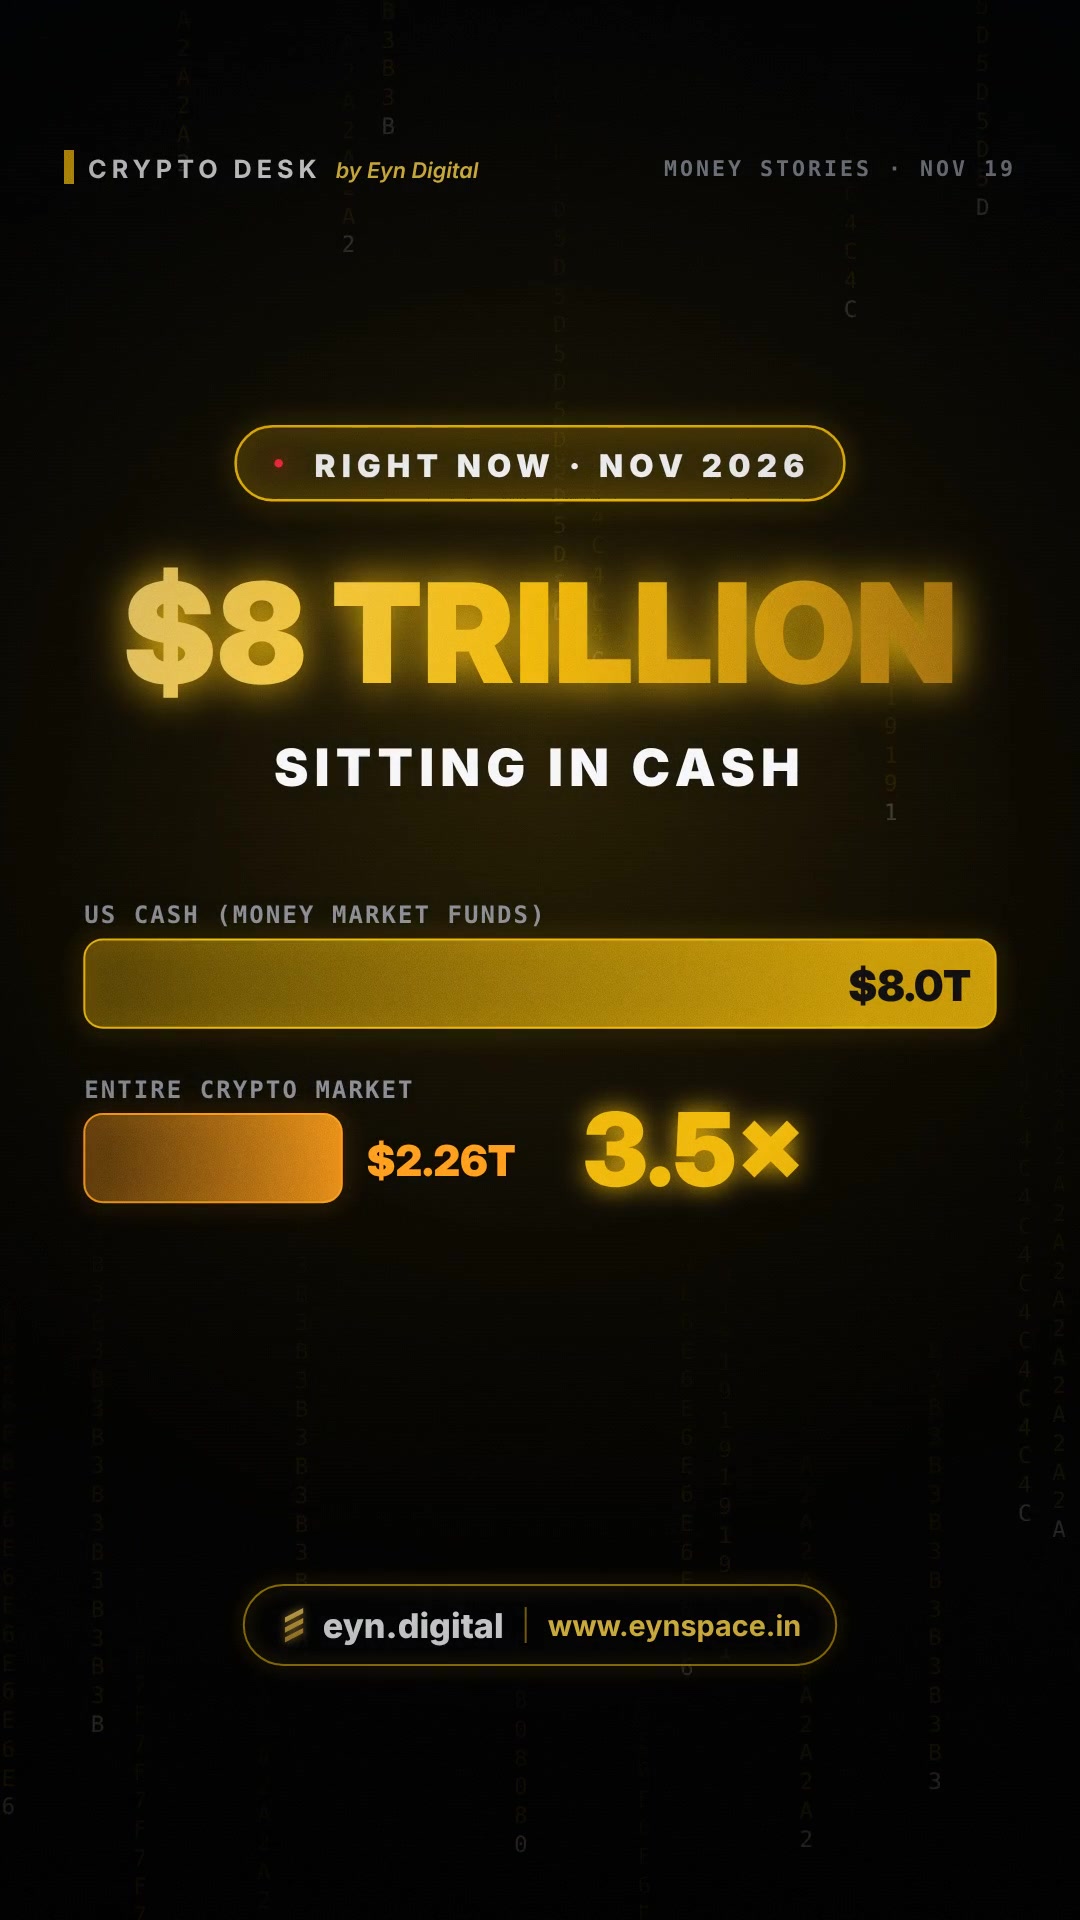 CRYPTO DESK by Eyn Digital
MONEY STORIES · NOV 19
• RIGHT NOW · NOV 2026
$8 TRILLION
SITTING IN CASH
US CASH (MONEY MARKET FUNDS)
$8.0T
ENTIRE CRYPTO MARKET
$2.26T
3.5×
eyn.digital | www.eynspace.in